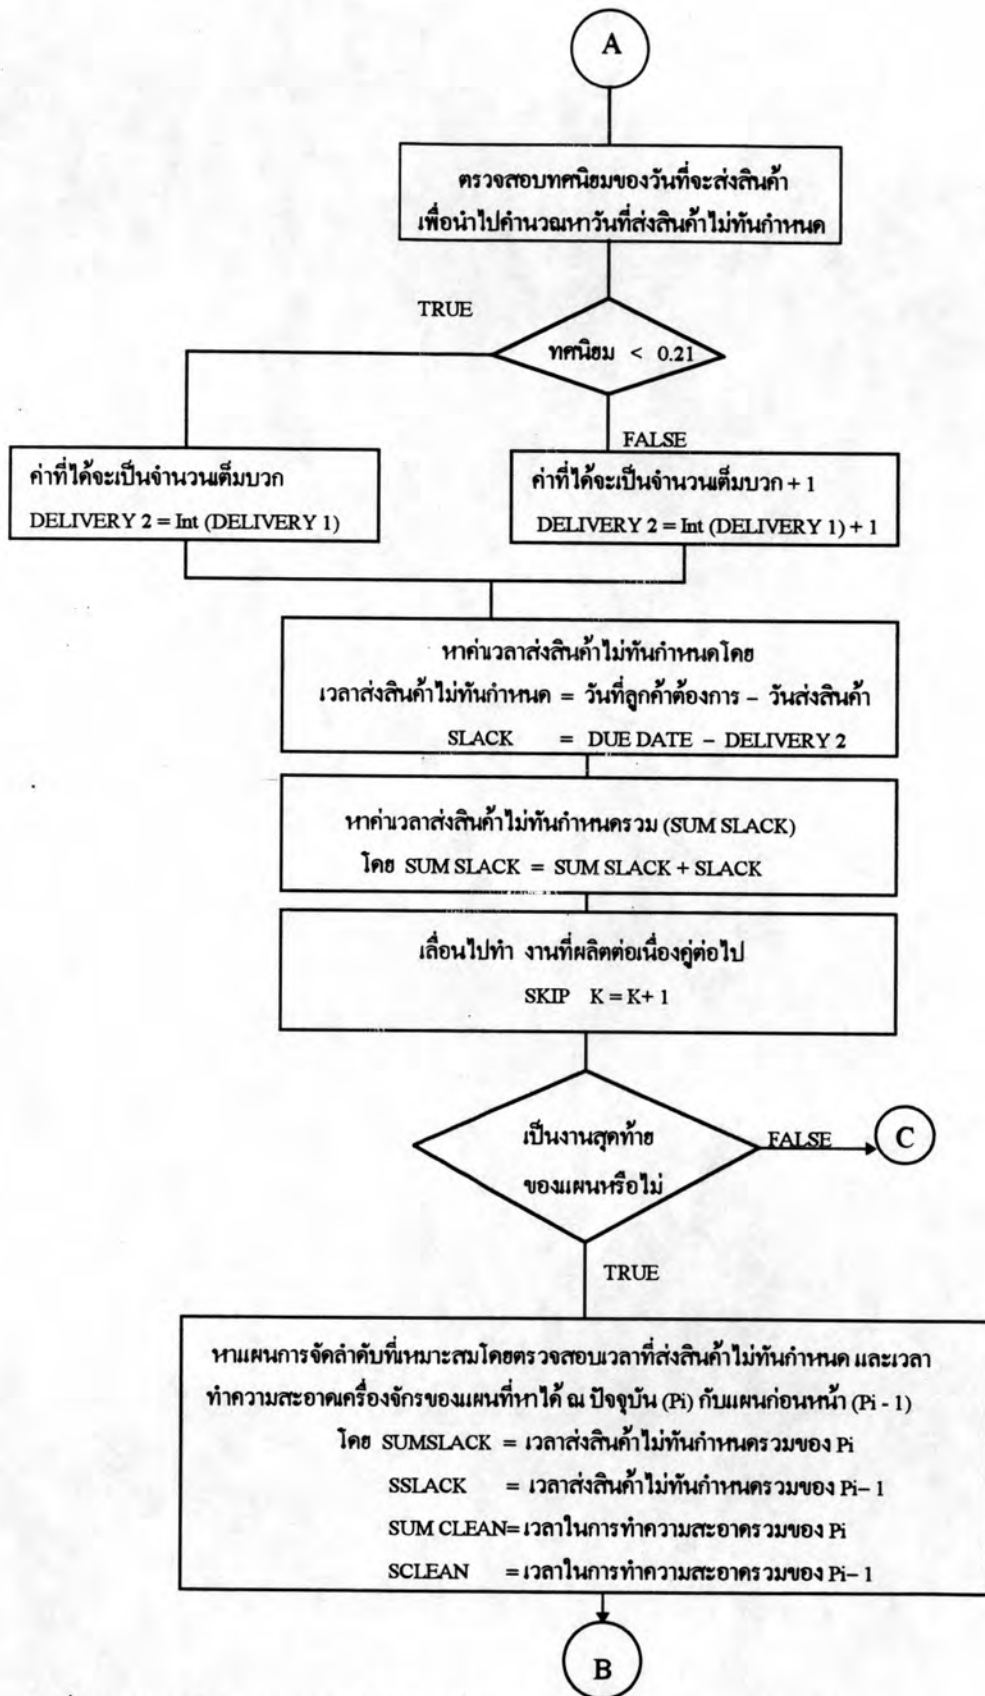 A
ตรวจสอบทศนิยมของวันที่จะส่งสินค้า
เพื่อนำไปคำนวณหาวันที่ส่งสินค้าไม่ทันกำหนด
TRUE
ทศนิยม < 0.21
FALSE
ค่าที่ได้จะเป็นจำนวนเต็มบวก
DELIVERY 2 = Int (DELIVERY 1)
ค่าที่ได้จะเป็นจำนวนเต็มบวก + 1
DELIVERY 2 = Int (DELIVERY 1) + 1
หาค่าเวลาส่งสินค้าไม่ทันกำหนดโดย
เวลาส่งสินค้าไม่ทันกำหนด = วันที่ลูกค้าต้องการ – วันส่งสินค้า
SLACK = DUE DATE – DELIVERY 2
หาค่าเวลาส่งสินค้าไม่ทันกำหนดรวม (SUM SLACK)
โดย SUM SLACK = SUM SLACK + SLACK
เลื่อนไปทำ งานที่ผลิตต่อเนื่องคู่ต่อไป
SKIP K = K+ 1
เป็นงานสุดท้าย
ของแผนหรือไม่
FALSE
C
TRUE
หาแผนการจัดลำดับที่เหมาะสมโดยตรวจสอบเวลาที่ส่งสินค้าไม่ทันกำหนด และเวลา
ทำความสะอาดเครื่องจักรของแผนที่หาได้ ณ ปัจจุบัน (Pi) กับแผนก่อนหน้า (Pi - 1)
โดย SUMSLACK = เวลาส่งสินค้าไม่ทันกำหนดรวมของ Pi
SSLACK = เวลาส่งสินค้าไม่ทันกำหนดรวมของ Pi– 1
SUM CLEAN= เวลาในการทำความสะอาดรวมของ Pi
SCLEAN = เวลาในการทำความสะอาดรวมของ Pi– 1
B